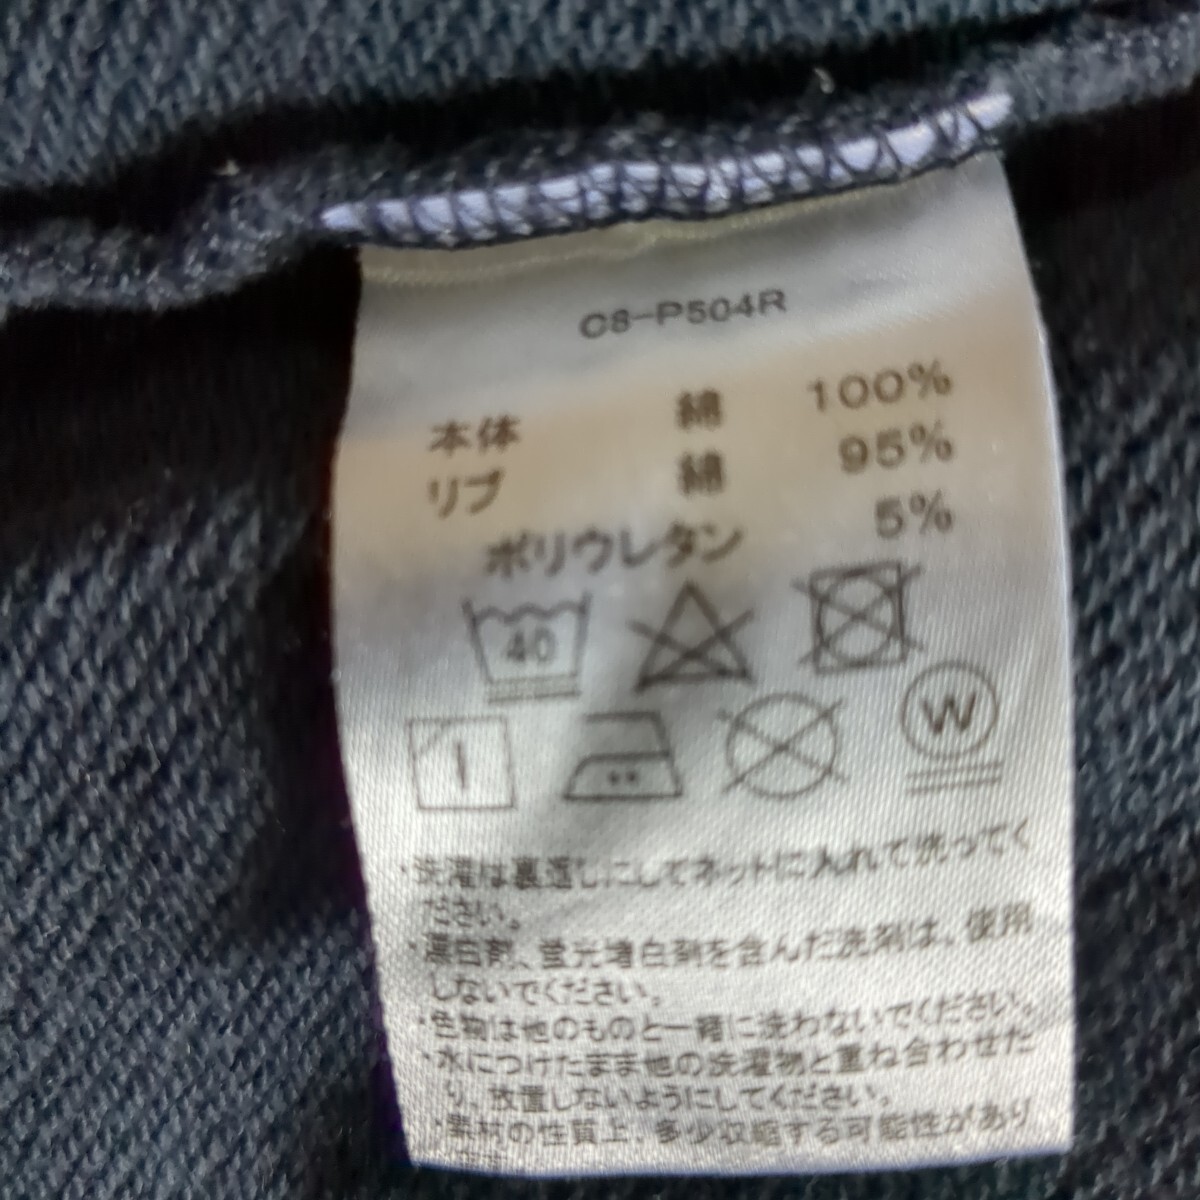 C8-P504R
本体 綿 100%
リブ 綿 95%
ポリウレタン 5%
40
W
・洗濯は裏返しにしてネットに入れて洗ってく
ださい。
・漂白剤、蛍光増白剤を含んだ洗剤は、使用
しないでください。
・色物は他のものと一緒に洗わないでください。
・水につけたまま他の洗濯物と重ね合わせた
り、放置しないようにしてください。
・素材の性質上、多少収縮する可能性があり